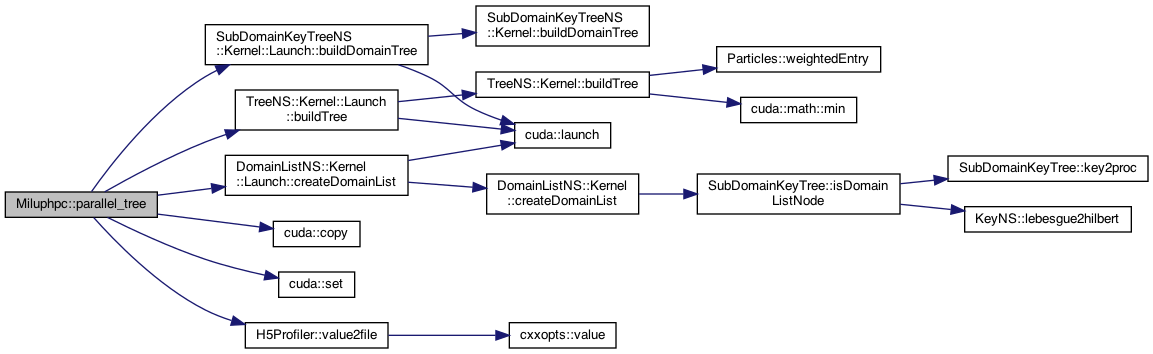 Miluphpc::parallel_tree
SubDomainKeyTreeNS
::Kernel::Launch::buildDomainTree
TreeNS::Kernel::Launch
::buildTree
DomainListNS::Kernel
::Launch::createDomainList
cuda::copy
cuda::set
H5Profiler::value2file
SubDomainKeyTreeNS
::Kernel::buildDomainTree
TreeNS::Kernel::buildTree
cuda::launch
DomainListNS::Kernel
::createDomainList
cxxopts::value
Particles::weightedEntry
cuda::math::min
SubDomainKeyTree::isDomain
ListNode
SubDomainKeyTree::key2proc
KeyNS::lebesgue2hilbert